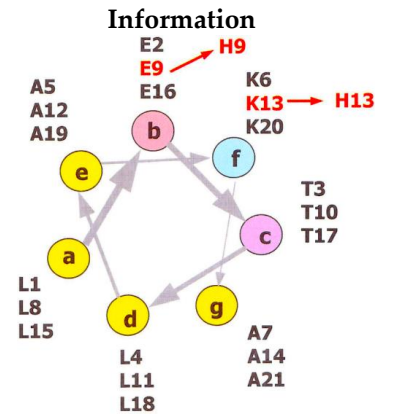 Information
E2
E9 H9
E16
b
K6
K13 H13
K20
f
A5
A12
A19
e
T3
T10
T17
c
a
L1
L8
L15
d
L4
L11
L18
g
A7
A14
A21